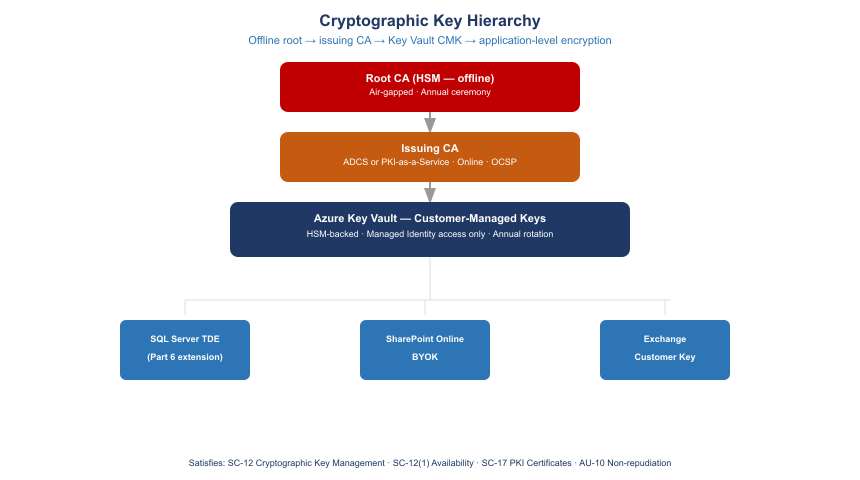 Cryptographic Key Hierarchy
Offline root → issuing CA → Key Vault CMK → application-level encryption
Root CA (HSM — offline)
Air-gapped · Annual ceremony
Issuing CA
ADCS or PKI-as-a-Service · Online · OCSP
Azure Key Vault — Customer-Managed Keys
HSM-backed · Managed Identity access only · Annual rotation
SQL Server TDE
(Part 6 extension)
SharePoint Online
BYOK
Exchange
Customer Key
Satisfies: SC-12 Cryptographic Key Management · SC-12(1) Availability · SC-17 PKI Certificates · AU-10 Non-repudiation